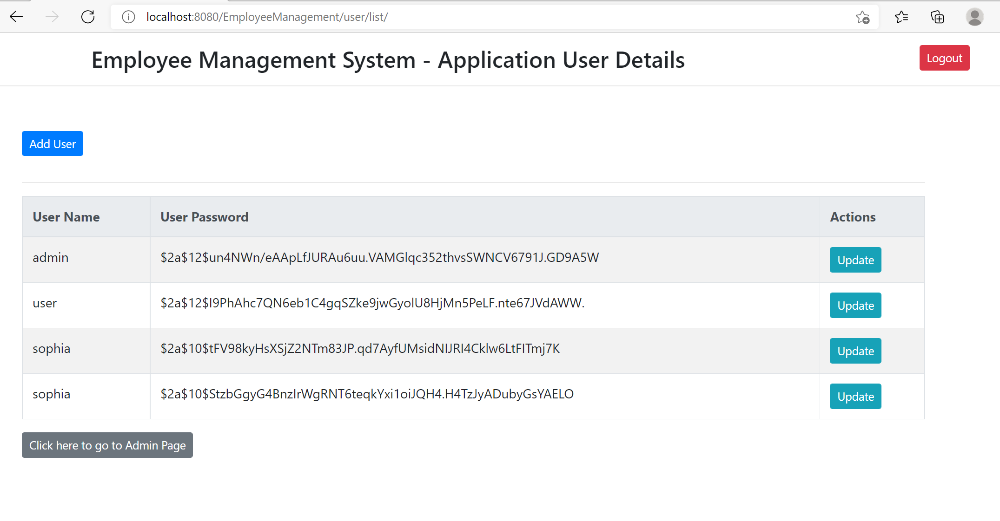 localhost:8080/EmployeeManagement/user/list/
Employee Management System - Application User Details
Logout
Add User
User Name User Password Actions
admin $2a$12$un4NWn/eAApLfJURAu6uu.VAMGlqc352thvsSWNCV6791J.GD9A5W Update
user $2a$12$I9PhAhc7QN6eb1C4gqSZke9jwGyolU8HjMn5PeLF.nte67JVdAWW. Update
sophia $2a$10$tFV98kyHsXSjZ2NTm83JP.qd7AyfUMsidNIJRI4Cklw6LtFITmj7K Update
sophia $2a$10$StzbGgyG4BnzIrWgRNT6teqkYxi1oiJQH4.H4TzJyADubyGsYAELO Update
Click here to go to Admin Page